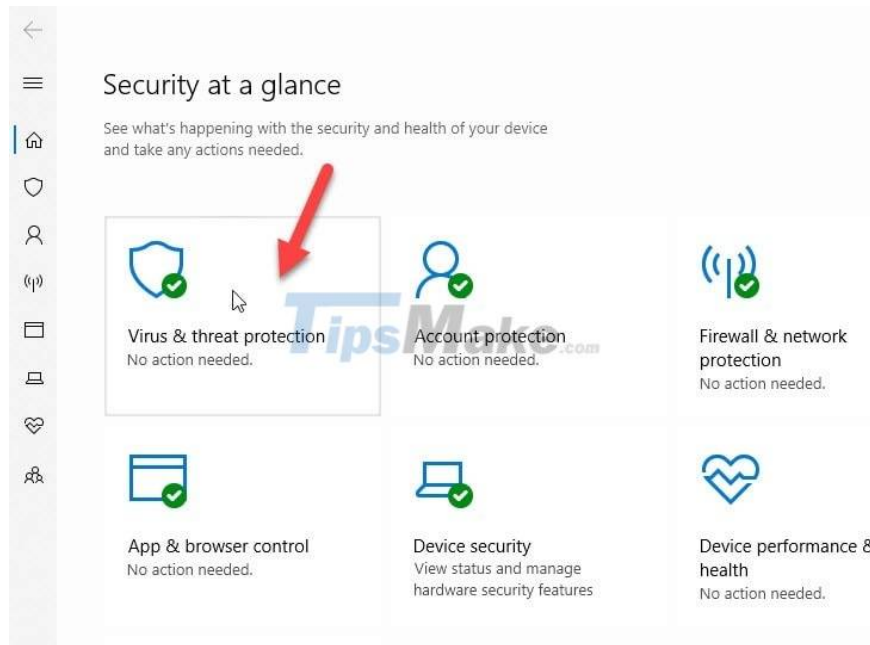 Security at a glance
See what's happening with the security and health of your device
and take any actions needed.
Virus & threat protection
No action needed.
Account protection
No action needed.
Firewall & network
protection
No action needed.
TipsMake.com
App & browser control
No action needed.
Device security
View status and manage
hardware security features
Device performance &
health
No action needed.